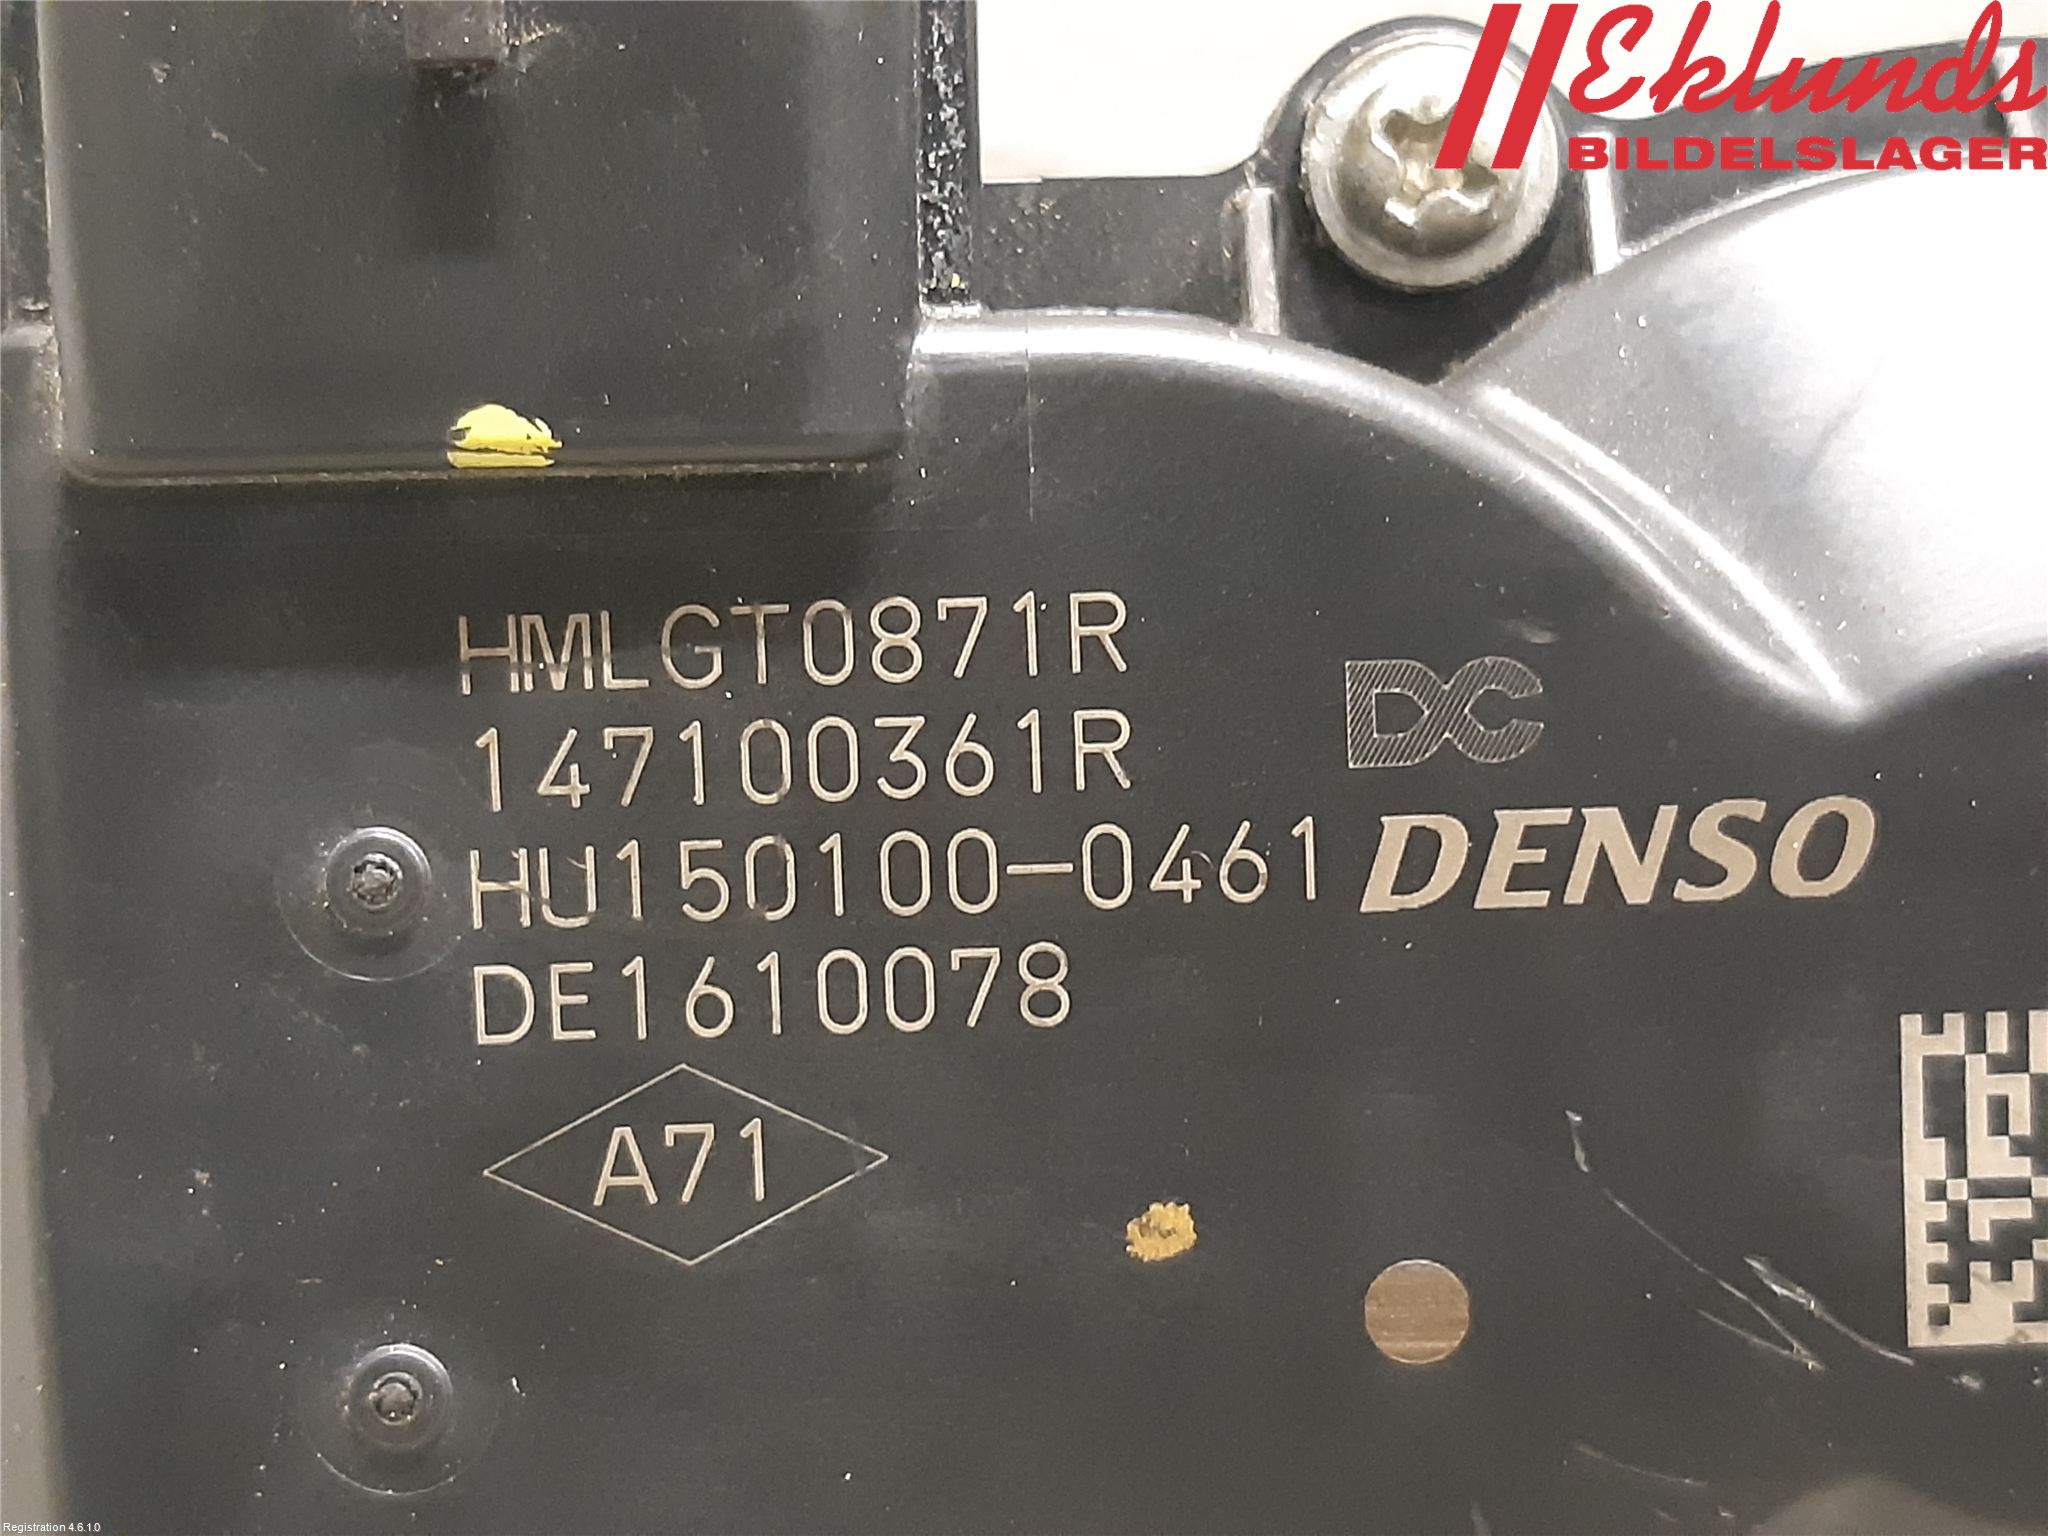 Eklunds
BILDELSLAGER
HMLGT0871R
147100361R
DC
HU150100-0461 DENSO
DE1610078
A71
Registration 4.6.1.0